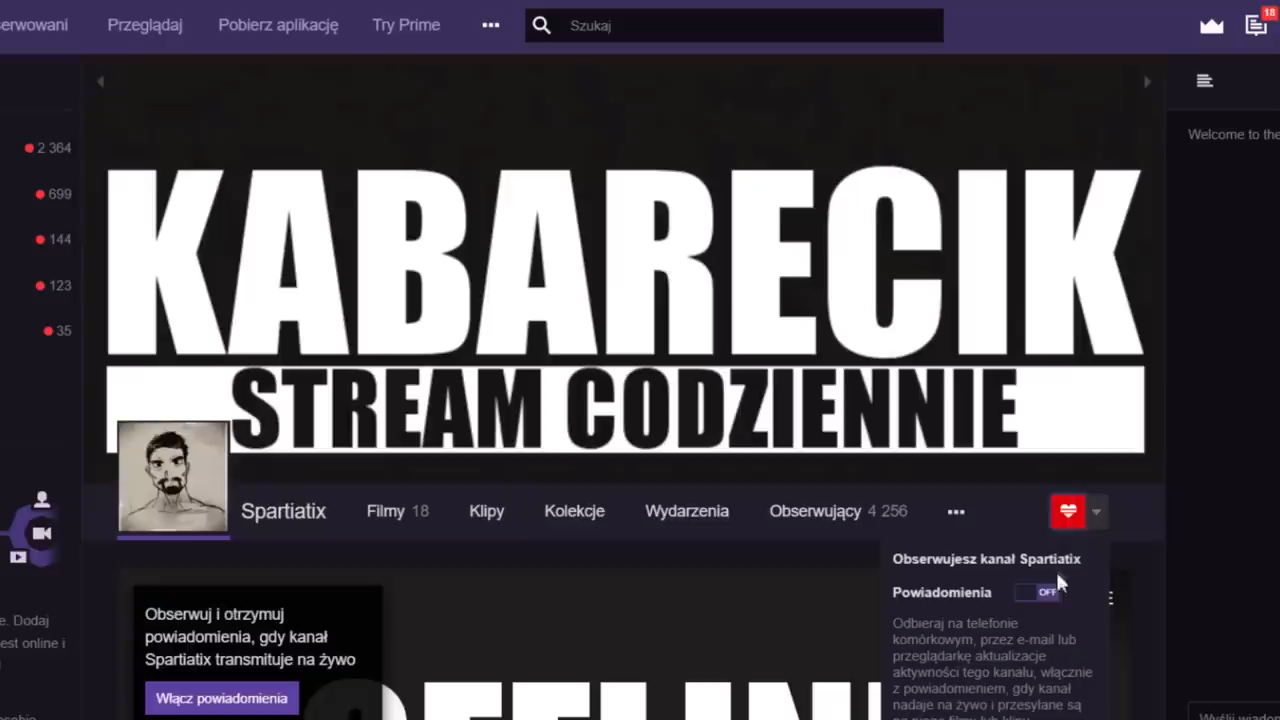 Przeglądaj
Pobierz aplikację
Try Prime
Szukaj
18
2 364
699
144
123
35
Welcome to the
KABARECIK
STREAM CODZIENNIE
Spartiatix
Filmy 18
Klipy
Kolekcje
Wydarzenia
Obserwujący 4 256
Obserwujesz kanał Spartiatix
Powiadomienia OFF
Odbieraj na telefonie
komórkowym, przez e-mail lub
przeglądarkę aktualizacje
aktywności tego kanału, włącznie
z powiadomieniem, gdy kanał
nadaje na żywo i przesyłane są
Obserwuj i otrzymuj
powiadomienia, gdy kanał
Spartiatix transmituje na żywo
Włącz powiadomienia
e. Dodaj
est online i